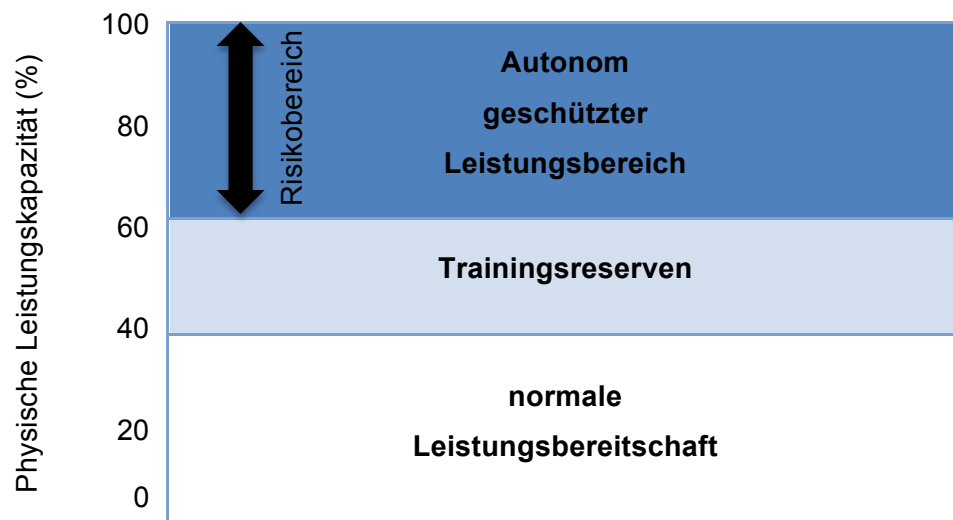 Physische Leistungskapazität (%)
100
80
60
40
20
0
Risikobereich
Autonom
geschützter
Leistungsbereich
Trainingsreserven
normale
Leistungsbereitschaft